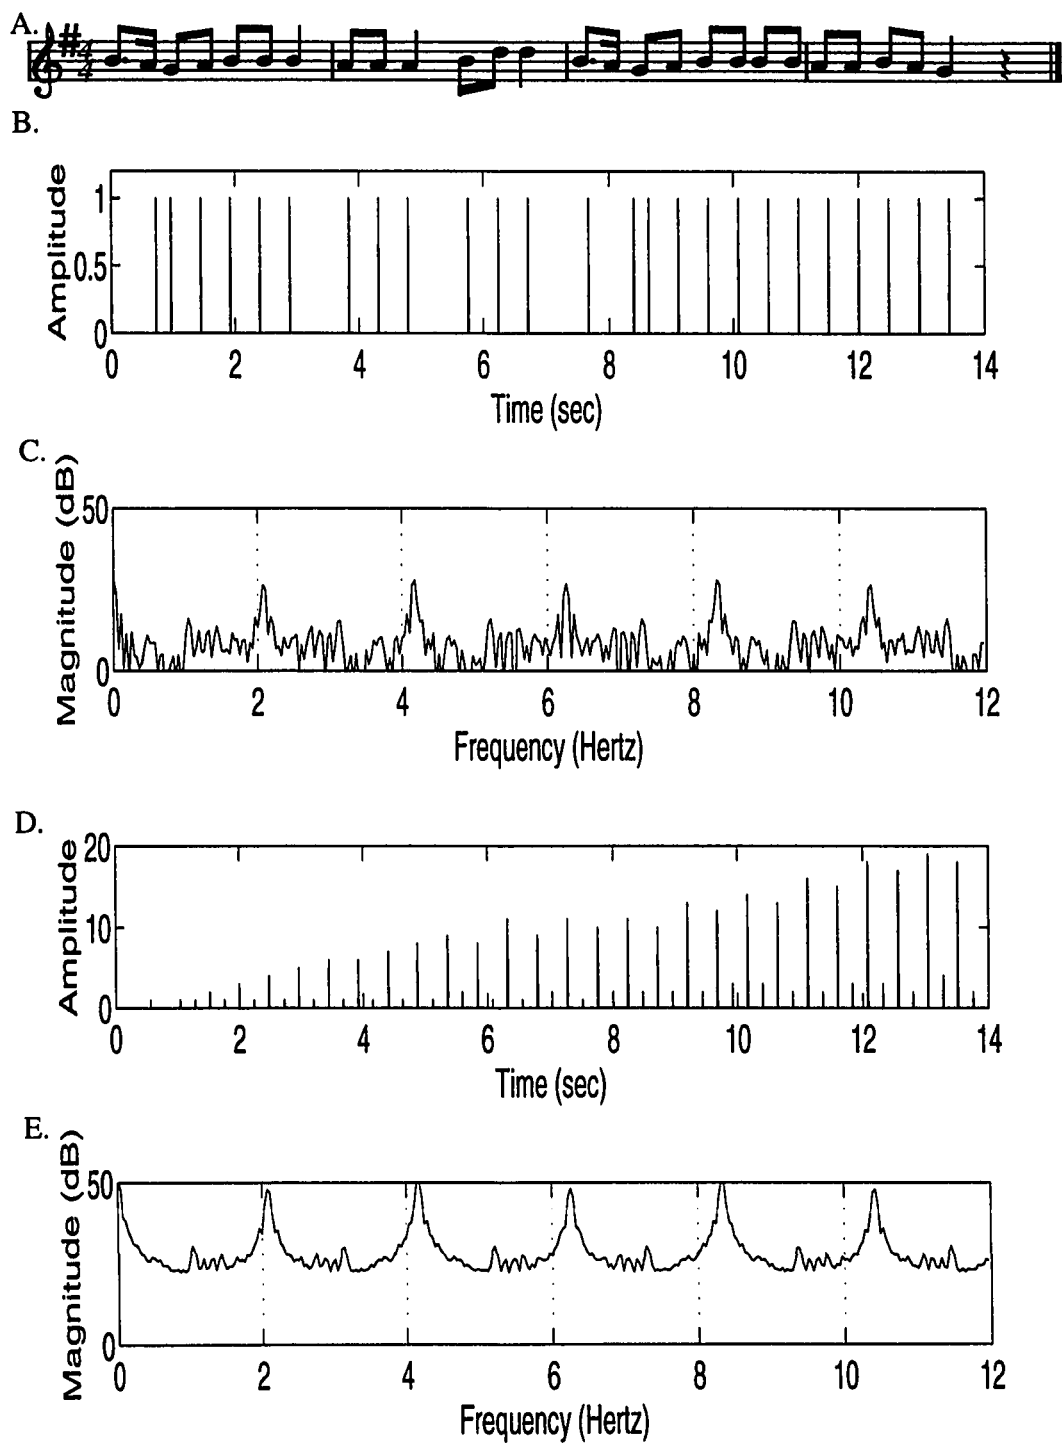 A.
4
4
B.
Amplitude
1
0.5
0
0 2 4 6 8 10 12 14
Time (sec)
C.
Magnitude (dB)
50
0
0 2 4 6 8 10 12
Frequency (Hertz)
D.
Amplitude
20
10
0
0 2 4 6 8 10 12 14
Time (sec)
E.
Magnitude (dB)
50
0
0 2 4 6 8 10 12
Frequency (Hertz)